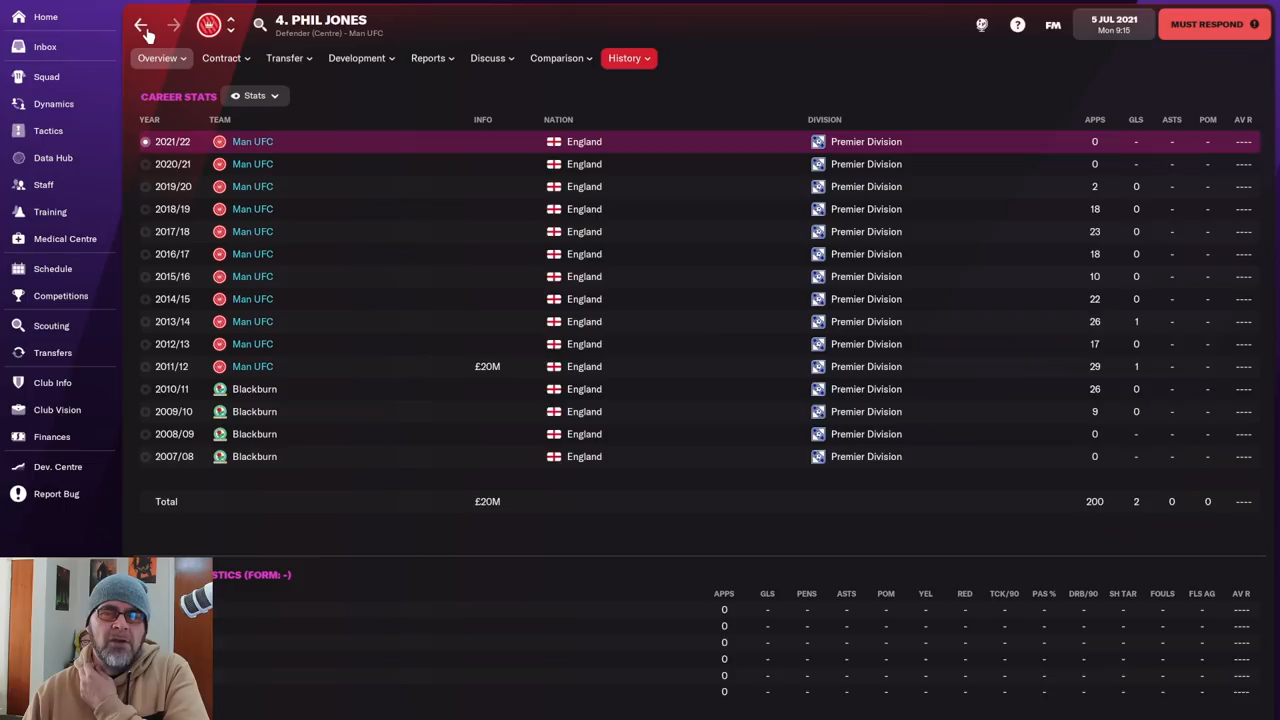 Home
Inbox
Squad
Dynamics
Tactics
Data Hub
Staff
Training
Medical Centre
Schedule
Competitions
Scouting
Transfers
Club Info
Club Vision
Finances
Dev. Centre
Report Bug
4. PHIL JONES
Defender (Centre) - Man UFC
? FM
5 JUL 2021
Mon 9:15
MUST RESPOND
Overview Contract Transfer Development Reports Discuss Comparison History
CAREER STATS Stats
YEAR TEAM INFO NATION DIVISION APPS GLS ASTS POM AV R
2021/22 Man UFC England Premier Division 0 - - - ----
2020/21 Man UFC England Premier Division 0 - - - ----
2019/20 Man UFC England Premier Division 2 0 - - ----
2018/19 Man UFC England Premier Division 18 0 - - ----
2017/18 Man UFC England Premier Division 23 0 - - ----
2016/17 Man UFC England Premier Division 18 0 - - ----
2015/16 Man UFC England Premier Division 10 0 - - ----
2014/15 Man UFC England Premier Division 22 0 - - ----
2013/14 Man UFC England Premier Division 26 1 - - ----
2012/13 Man UFC England Premier Division 17 0 - - ----
2011/12 Man UFC £20M England Premier Division 29 1 - - ----
2010/11 Blackburn England Premier Division 26 0 - - ----
2009/10 Blackburn England Premier Division 9 0 - - ----
2008/09 Blackburn England Premier Division 0 - - - ----
2007/08 Blackburn England Premier Division 0 - - - ----
Total £20M 200 2 0 0 ----
STICS (FORM: -)
APPS GLS PENS ASTS POM YEL RED TCK/90 PAS % DRB/90 SH TAR FOULS FLS AG AV R
0 - - - - - - - - - - - - ----
0 - - - - - - - - - - - - ----
0 - - - - - - - - - - - - ----
0 - - - - - - - - - - - - ----
0 - - - - - - - - - - - - ----
0 - - - - - - - - - - - - ----